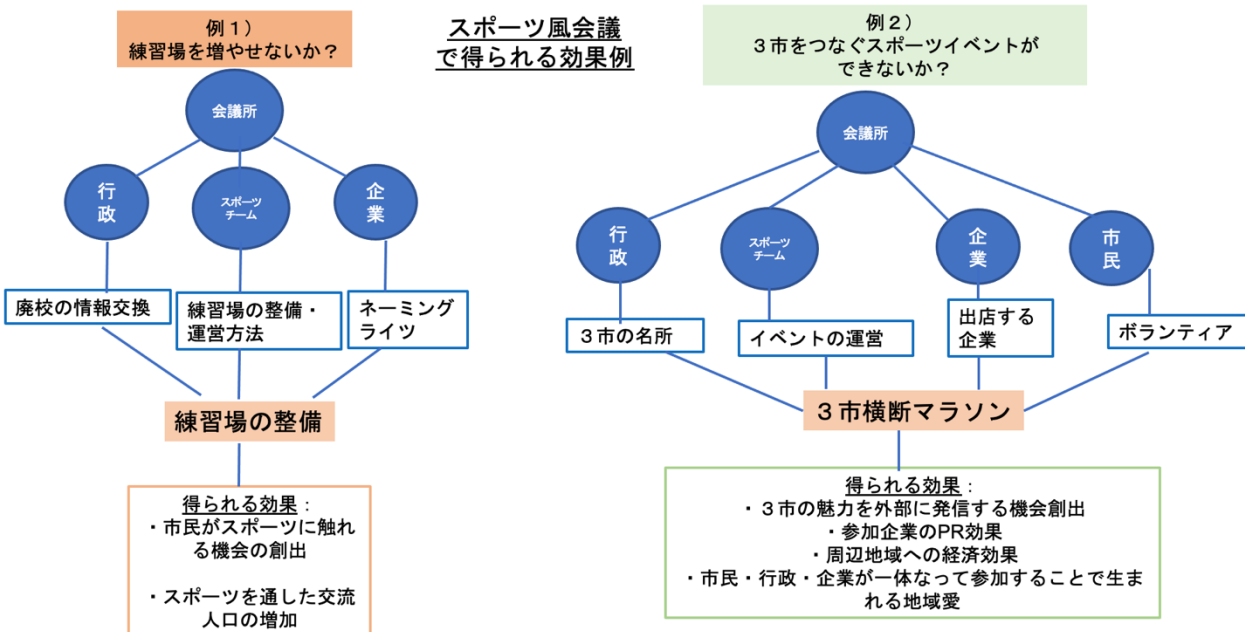 スポーツ風会議
で得られる効果例
例１）
練習場を増やせないか？
会議所
行
政
スポーツ
チーム
企
業
廃校の情報交換
練習場の整備・
運営方法
ネーミング
ライツ
練習場の整備
得られる効果：
・市民がスポーツに触れ
る機会の創出
・スポーツを通した交流
人口の増加
例２）
３市をつなぐスポーツイベントが
できないか？
会議所
行
政
スポーツ
チーム
企
業
市
民
３市の名所
イベントの運営
出店する
企業
ボランティア
３市横断マラソン
得られる効果：
・３市の魅力を外部に発信する機会創出
・参加企業のPR効果
・周辺地域への経済効果
・市民・行政・企業が一体なって参加することで生ま
れる地域愛